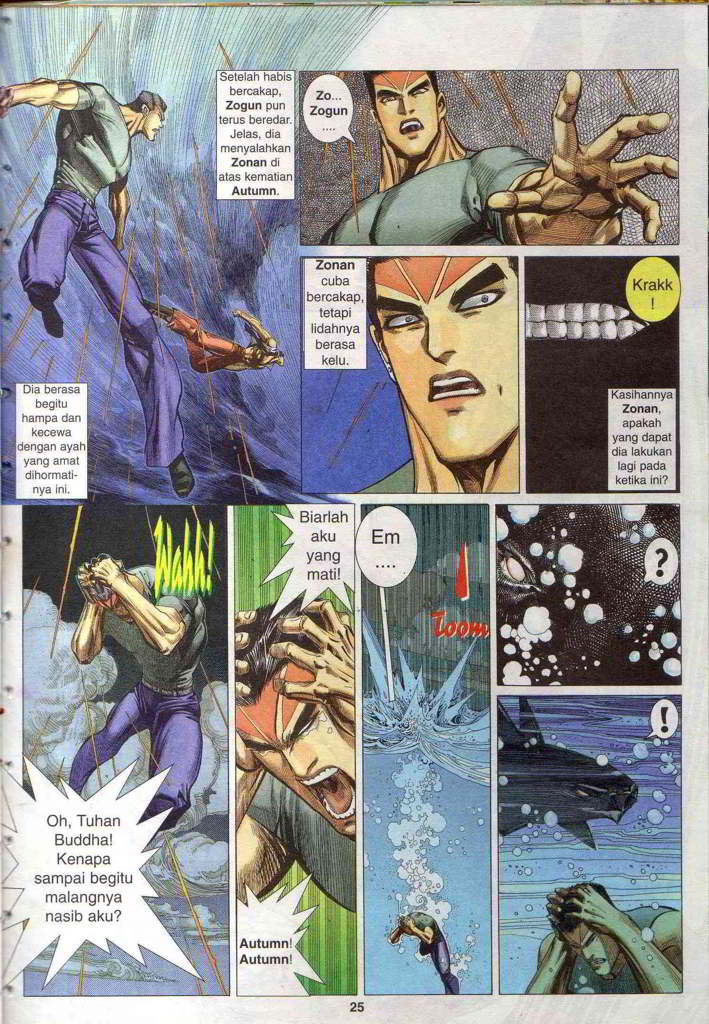 Setelah habis
bercakap,
Zogun pun
terus beredar.
Jelas, dia
menyalahkan
Zonan di
atas kematian
Autumn.
Zo...
Zogun
....
Dia berasa
begitu
hampa dan
kecewa
dengan ayah
yang amat
dihormati-
nya ini.
Zonan
cuba
bercakap,
tetapi
lidahnya
berasa
kelu.
Krakk
!
Kasihannya
Zonan,
apakah
yang dapat
dia lakukan
lagi pada
ketika ini?
Wahh!
Oh, Tuhan
Buddha!
Kenapa
sampai begitu
malangnya
nasib aku?
Biarlah
aku
yang
mati!
Autumn!
Autumn!
Em
....
!
Toom
?
!
25